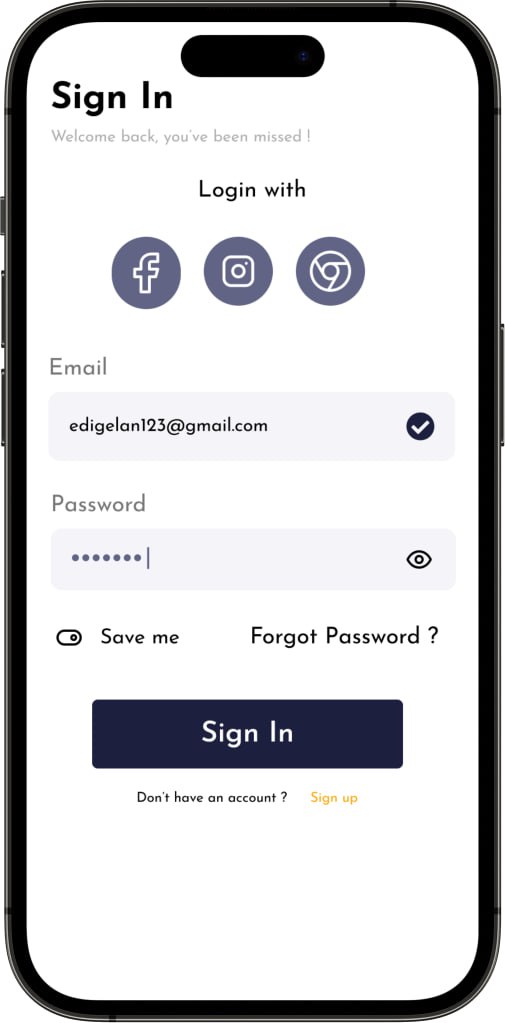 Sign In
Welcome back, you've been missed !
Login with
Email
edigelan123@gmail.com
Password
•••••••
Save me
Forgot Password ?
Sign In
Don't have an account ? Sign up